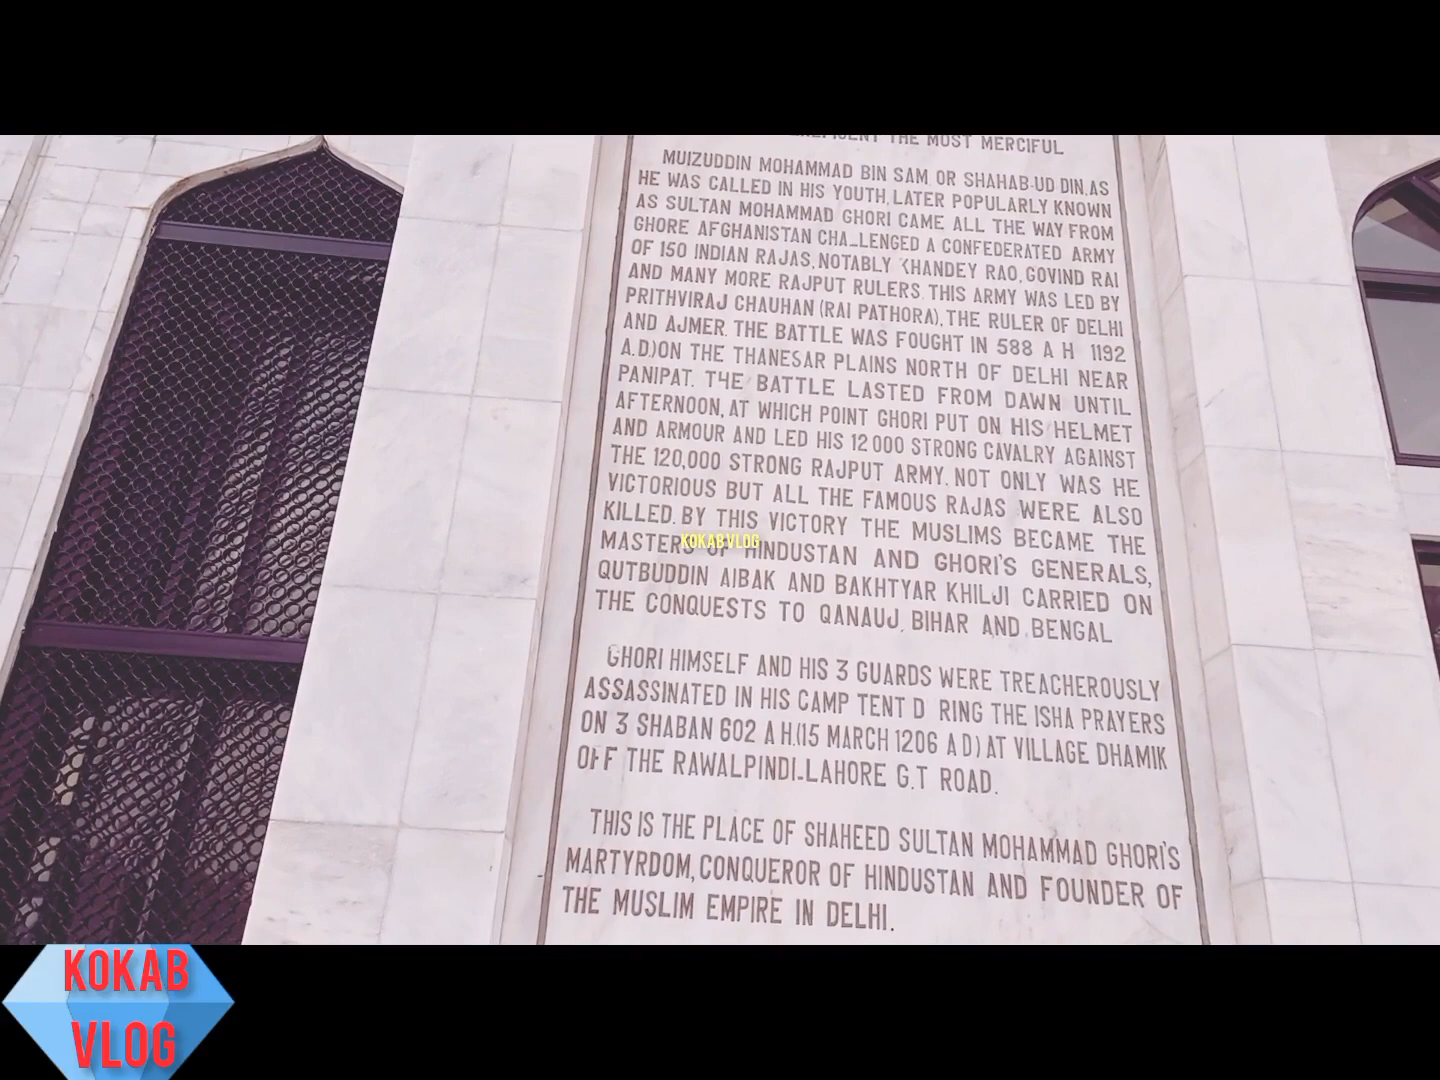 THE MOST MERCIFUL
MUIZUDDIN MOHAMMAD BIN SAM OR SHAHAB-UD DIN, AS
HE WAS CALLED IN HIS YOUTH, LATER POPULARLY KNOWN
AS SULTAN MOHAMMAD GHORI CAME ALL THE WAY FROM
GHORE AFGHANISTAN CHALLENGED A CONFEDERATED ARMY
OF 150 INDIAN RAJAS, NOTABLY KHANDEY RAO, GOVIND RAI
AND MANY MORE RAJPUT RULERS. THIS ARMY WAS LED BY
PRITHVIRAJ CHAUHAN (RAI PATHORA), THE RULER OF DELHI
AND AJMER. THE BATTLE WAS FOUGHT IN 588 A H 1192
A.D.)ON THE THANESAR PLAINS NORTH OF DELHI NEAR
PANIPAT. THE BATTLE LASTED FROM DAWN UNTIL
AFTERNOON, AT WHICH POINT GHORI PUT ON HIS HELMET
AND ARMOUR AND LED HIS 12000 STRONG CAVALRY AGAINST
THE 120,000 STRONG RAJPUT ARMY. NOT ONLY WAS HE
VICTORIOUS BUT ALL THE FAMOUS RAJAS WERE ALSO
KILLED. BY THIS VICTORY THE MUSLIMS BECAME THE
MASTERS OF HINDUSTAN AND GHORI'S GENERALS,
QUTBUDDIN AIBAK AND BAKHTYAR KHILJI CARRIED ON
THE CONQUESTS TO QANAUJ, BIHAR AND BENGAL
GHORI HIMSELF AND HIS 3 GUARDS WERE TREACHEROUSLY
ASSASSINATED IN HIS CAMP TENT D RING THE ISHA PRAYERS
ON 3 SHABAN 602 A H.(15 MARCH 1206 A D) AT VILLAGE DHAMIK
OFF THE RAWALPINDI-LAHORE G.T ROAD.
THIS IS THE PLACE OF SHAHEED SULTAN MOHAMMAD GHORI'S
MARTYRDOM, CONQUEROR OF HINDUSTAN AND FOUNDER OF
THE MUSLIM EMPIRE IN DELHI.
KOKAB VLOG
KOKAB
VLOG